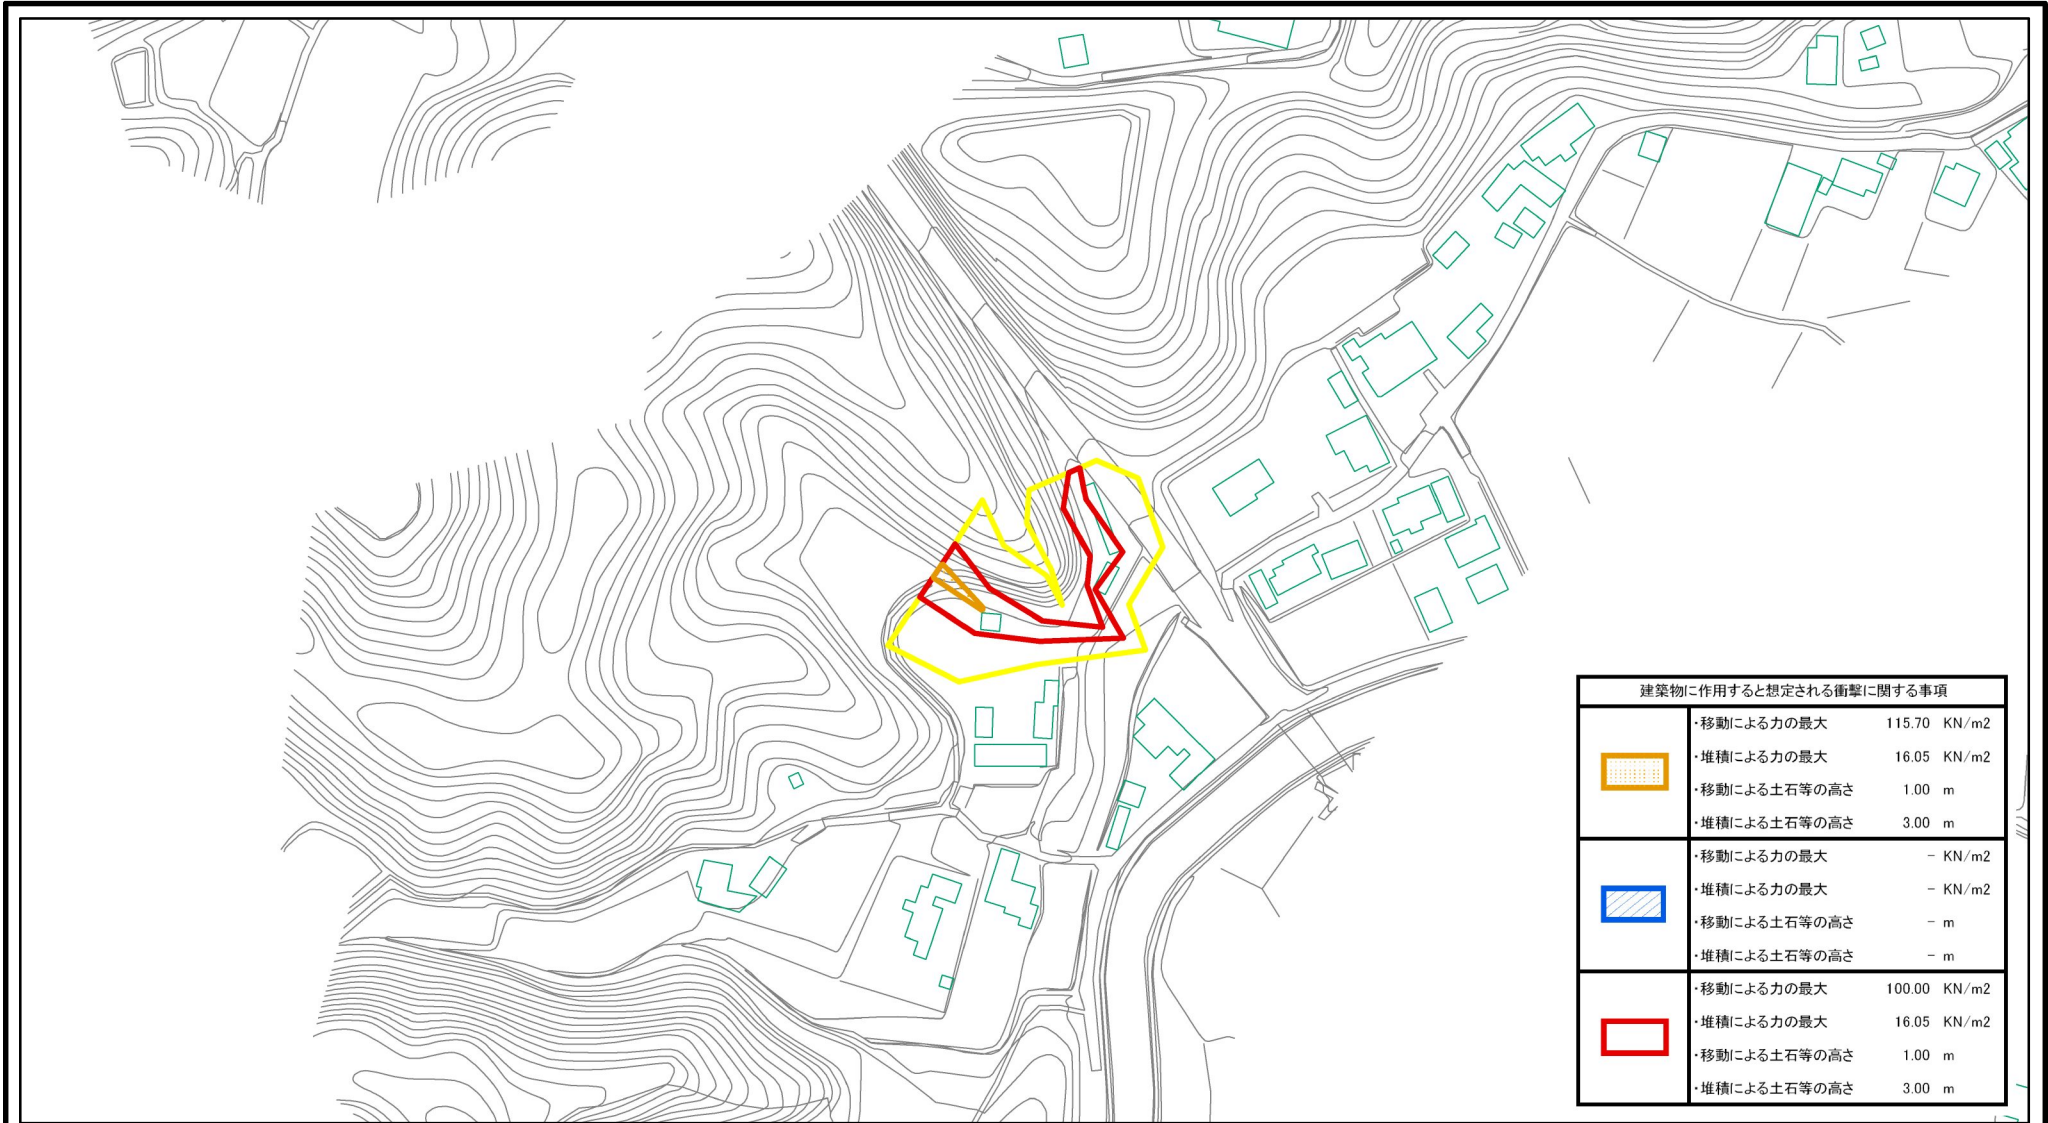 建築物に作用すると想定される衝撃に関する事項
・移動による力の最大 115.70 KN/m2
・堆積による力の最大 16.05 KN/m2
・移動による土石等の高さ 1.00 m
・堆積による土石等の高さ 3.00 m
・移動による力の最大 - KN/m2
・堆積による力の最大 - KN/m2
・移動による土石等の高さ - m
・堆積による土石等の高さ - m
・移動による力の最大 100.00 KN/m2
・堆積による力の最大 16.05 KN/m2
・移動による土石等の高さ 1.00 m
・堆積による土石等の高さ 3.00 m